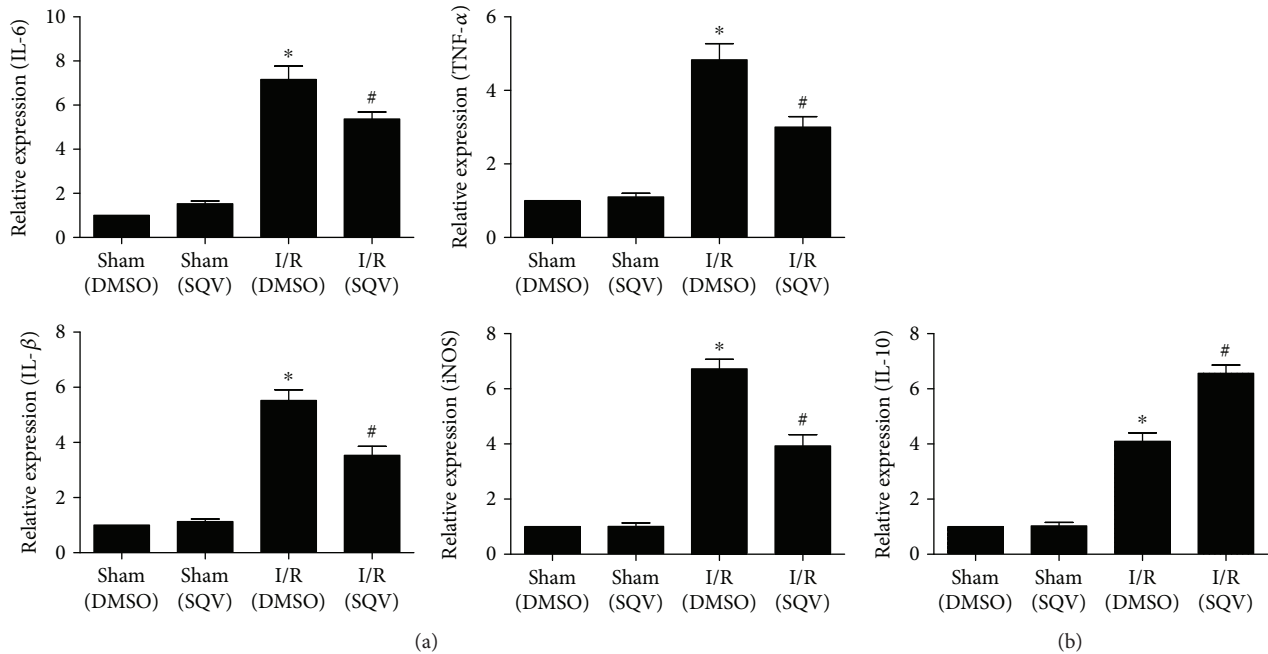 Relative expression (IL-6)
10
8
6
4
2
0
*
#
Sham
(DMSO)
Sham
(SQV)
I/R
(DMSO)
I/R
(SQV)
Relative expression (TNF-α)
6
4
2
0
*
#
Sham
(DMSO)
Sham
(SQV)
I/R
(DMSO)
I/R
(SQV)
Relative expression (IL-β)
8
6
4
2
0
*
#
Sham
(DMSO)
Sham
(SQV)
I/R
(DMSO)
I/R
(SQV)
Relative expression (iNOS)
8
6
4
2
0
*
#
Sham
(DMSO)
Sham
(SQV)
I/R
(DMSO)
I/R
(SQV)
(a)
Relative expression (IL-10)
8
6
4
2
0
*
#
Sham
(DMSO)
Sham
(SQV)
I/R
(DMSO)
I/R
(SQV)
(b)